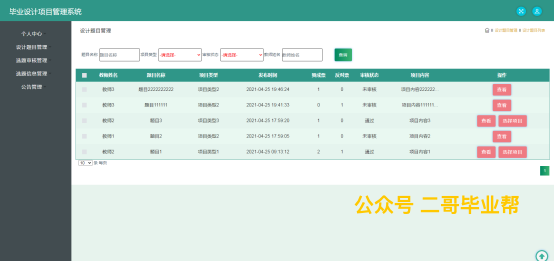 毕业设计项目管理系统
个人中心
设计题目管理
选题审核管理
选题信息管理
公告管理
设计题目管理
设计题目管理 设计题目列表
题目名称 题目名称 项目类型 -请选择- 审核状态 -请选择- 教师姓名 教师姓名 查询
教师姓名 题目名称 项目类型 发布时间 赞成票 反对票 审核状态 项目内容 操作
教师3 题目2222222222 项目类型2 2021-04-25 19:46:24 1 0 未审核 项目内容222222.. 查看
教师3 题目111111 项目类型2 2021-04-25 19:41:33 0 1 未审核 项目内容111111.. 查看
教师2 题目3 项目类型2 2021-04-25 17:59:20 1 0 通过 项目内容3 查看 选择项目
教师1 题目2 项目类型2 2021-04-25 17:59:05 1 0 未审核 项目内容2 查看
教师2 题目1 项目类型1 2021-04-25 09:13:12 2 1 通过 项目内容1 查看 选择项目
10 条 每页
1
公众号 二哥毕业帮